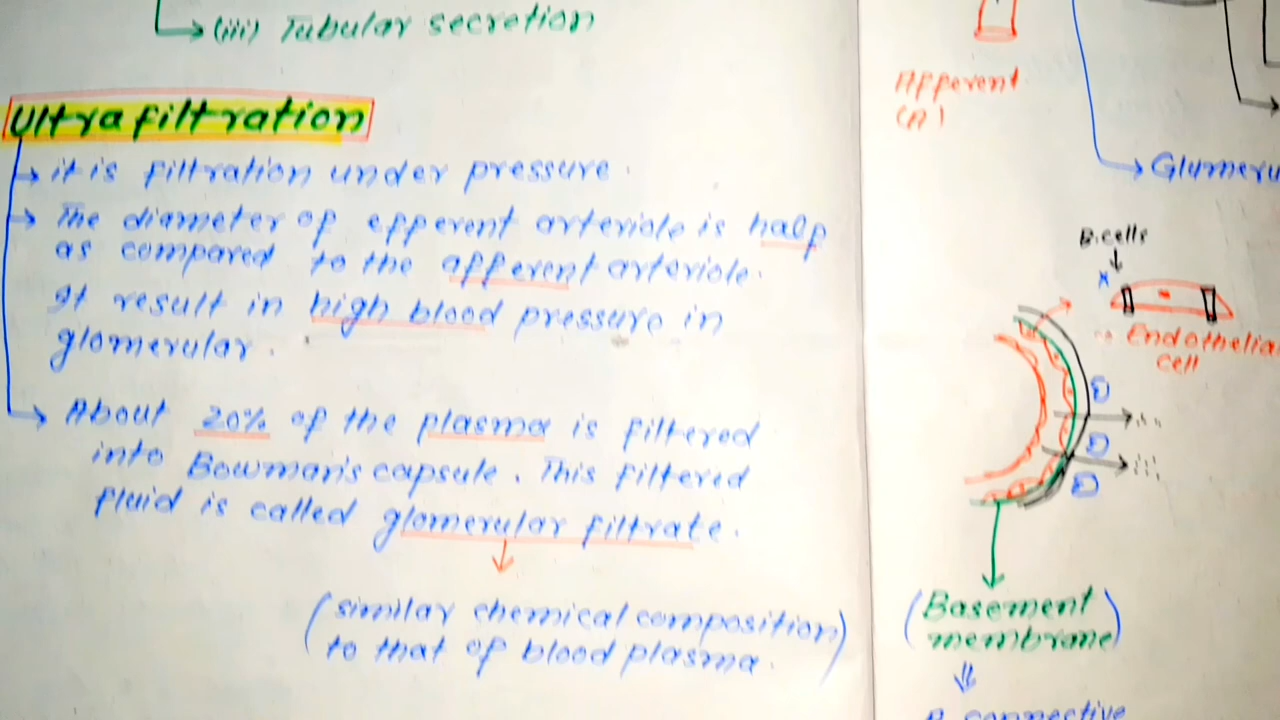 (iii) Tubular secretion
Ultrafiltration
it is filtration under pressure.
The diameter of efferent arteriole is half
as compared to the afferent arteriole.
It result in high blood pressure in
glomerular.
About 20% of the plasma is filtered
into Bowman's capsule. This filtered
fluid is called glomerular filtrate.
(similar chemical composition)
to that of blood plasma.
Afferent
(A)
Glumeru
B.cells
x
Endothelia
cell
(Basement
membrane)
connective